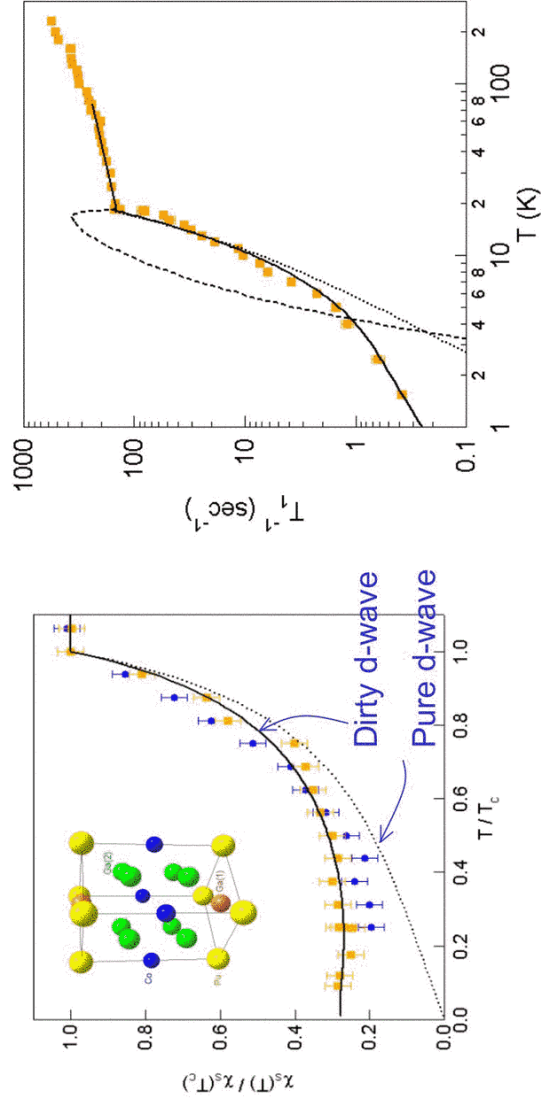 1.0
0.8
0.6
0.4
0.2
0.0
χₛ(T) / χₛ(T_C)
Ga(2)
Co
Ga(1)
Pu
Dirty d-wave
Pure d-wave
0.0 0.2 0.4 0.6 0.8 1.0
T / T_C
1000
100
10
1
0.1
T₁⁻¹ (sec⁻¹)
1 2 4 6 8 10 2 4 6 8 100 2
T (K)